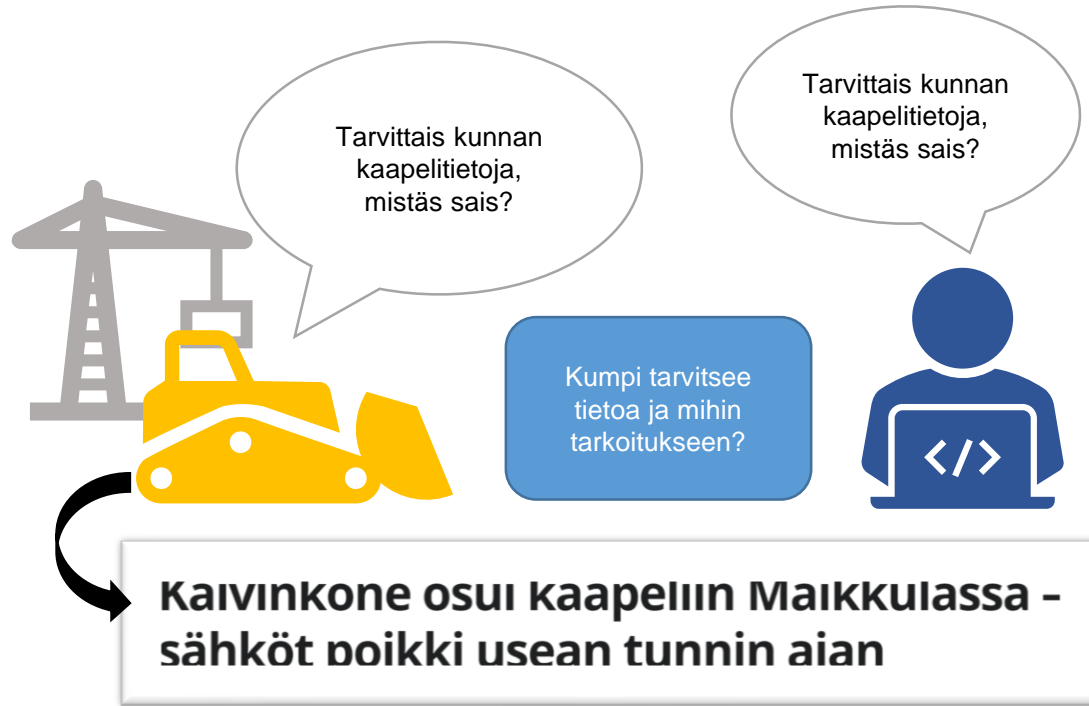 Tarvittais kunnan
kaapelitietoja,
mistäs sais?
Tarvittais kunnan
kaapelitietoja,
mistäs sais?
Kumpi tarvitsee
tietoa ja mihin
tarkoitukseen?
</>
Kaivinkone osui kaapeliin Maikkulassa –
sähköt poikki usean tunnin ajan